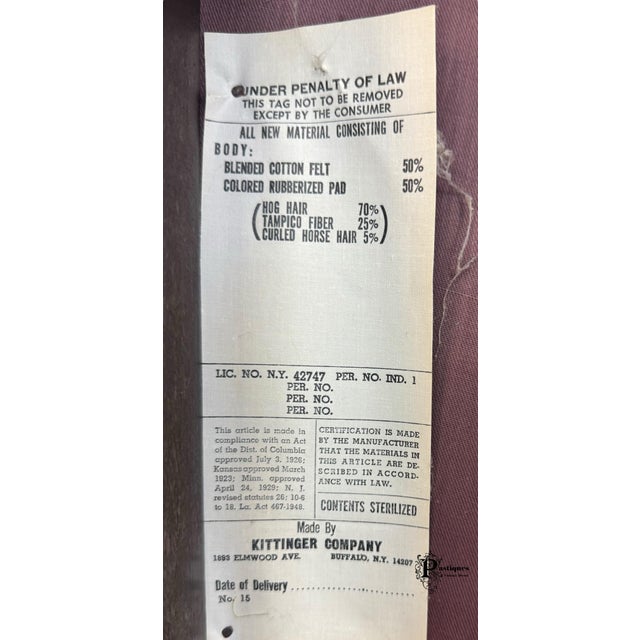 UNDER PENALTY OF LAW
THIS TAG NOT TO BE REMOVED
EXCEPT BY THE CONSUMER
ALL NEW MATERIAL CONSISTING OF
BODY:
BLENDED COTTON FELT 50%
COLORED RUBBERIZED PAD 50%
(HOG HAIR 70%
TAMPICO FIBER 25%
CURLED HORSE HAIR 5%)
LIC. NO. N.Y. 42747 PER. NO. IND. 1
PER. NO.
PER. NO.
PER. NO.
This article is made in
compliance with an Act
of the Dist. of Columbia
approved July 3, 1926;
Kansas approved March
1923; Minn. approved
April 24, 1929; N. J.
revised statutes 26; 10-6
to 18. La. Act 467-1948.
CERTIFICATION IS MADE
BY THE MANUFACTURER
THAT THE MATERIALS IN
THIS ARTICLE ARE DE-
SCRIBED IN ACCORD-
ANCE WITH LAW.
CONTENTS STERILIZED
Made By
KITTINGER COMPANY
1893 ELMWOOD AVE. BUFFALO, N.Y. 14207
Date of Delivery
No. 15
Pastiques